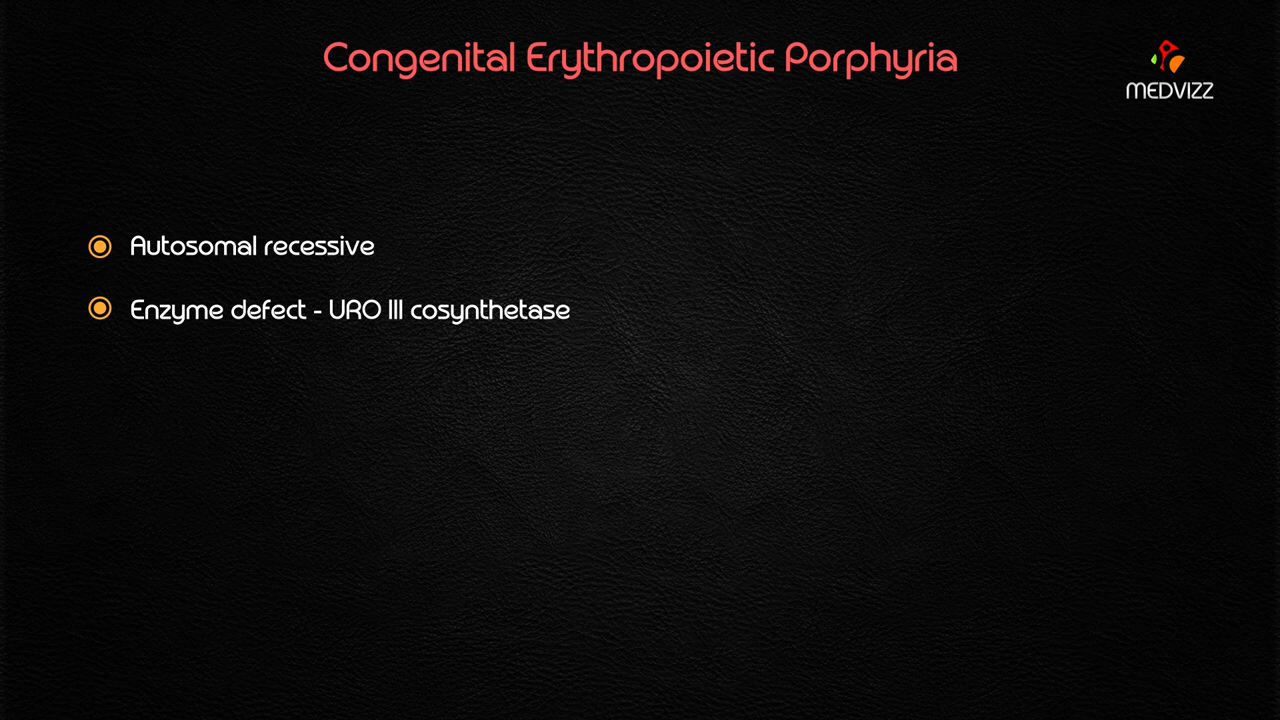 Congenital Erythropoietic Porphyria
MEDVIZZ
Autosomal recessive
Enzyme defect - URO III cosynthetase